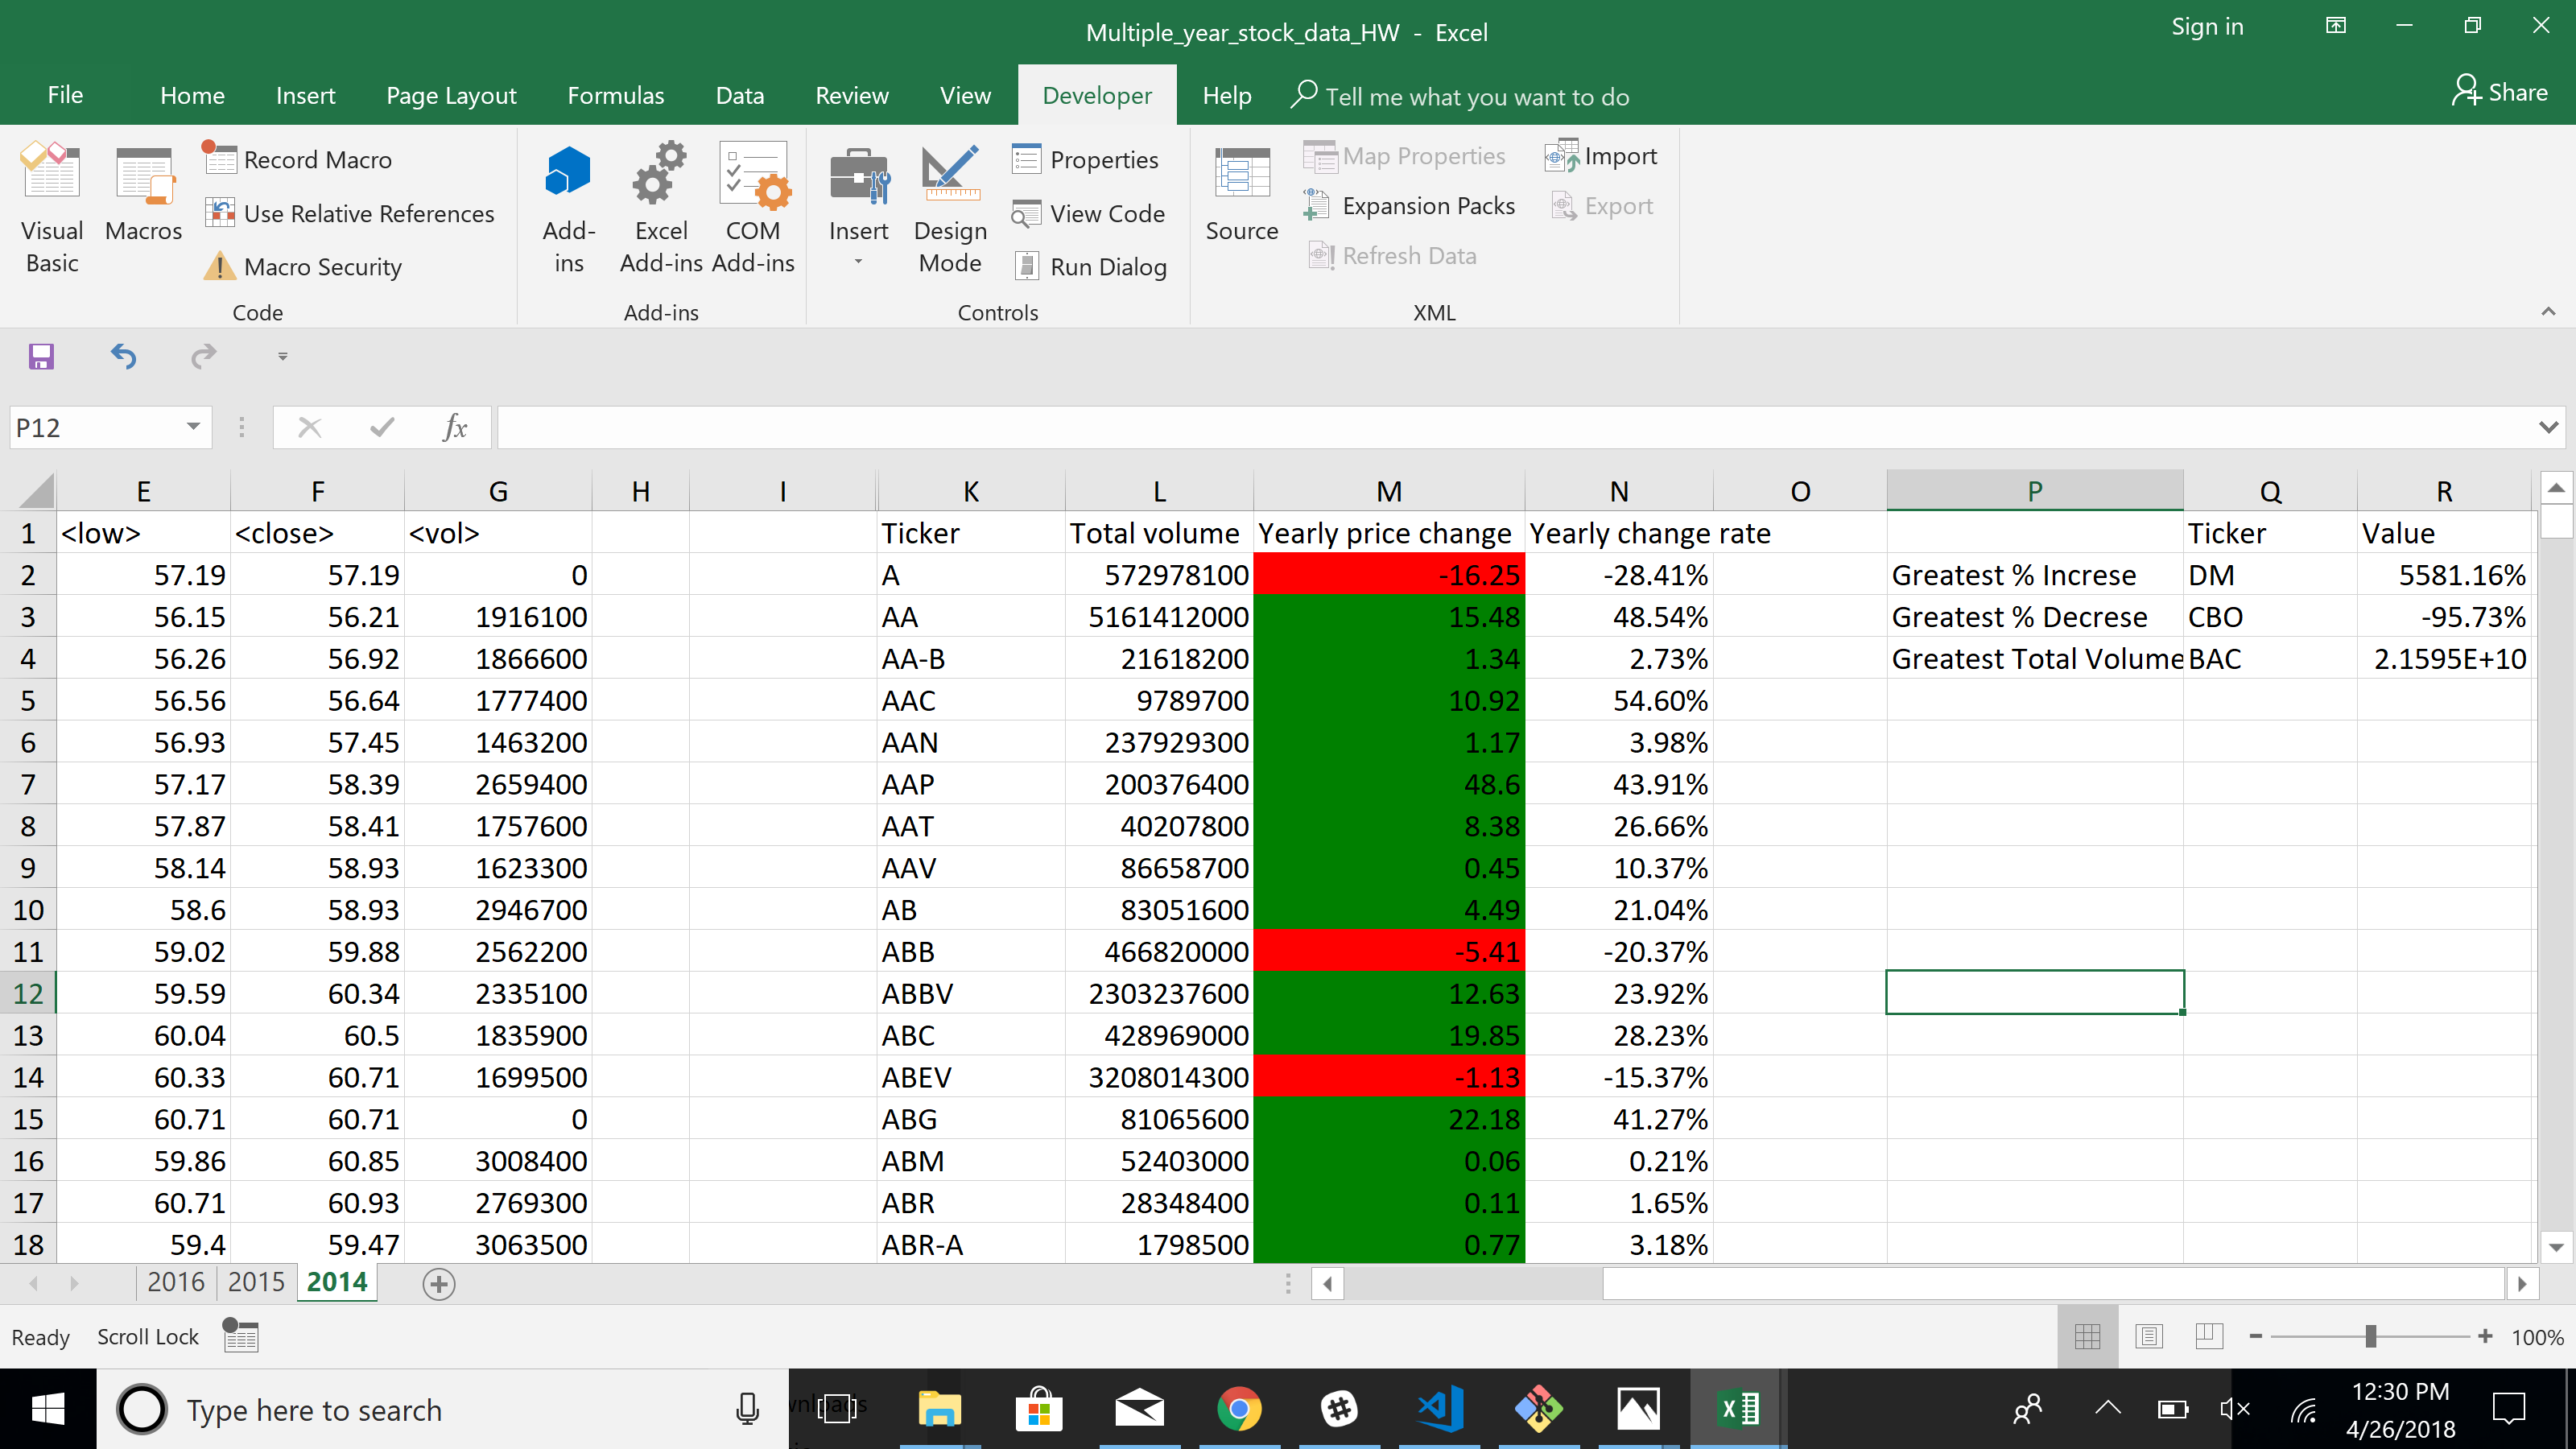 Multiple_year_stock_data_HW - Excel
Sign in
File Home Insert Page Layout Formulas Data Review View Developer Help Tell me what you want to do Share
Visual Basic
Macros
Record Macro
Use Relative References
Macro Security
Code
Add-ins
Excel Add-ins
COM Add-ins
Add-ins
Insert
Design Mode
Properties
View Code
Run Dialog
Controls
Source
Map Properties
Expansion Packs
Refresh Data
Import
Export
XML
P12 fx
E F G H I K L M N O P Q R
1 <low> <close> <vol> Ticker Total volume Yearly price change Yearly change rate Ticker Value
2 57.19 57.19 0 A 572978100 -16.25 -28.41% Greatest % Increse DM 5581.16%
3 56.15 56.21 1916100 AA 5161412000 15.48 48.54% Greatest % Decrese CBO -95.73%
4 56.26 56.92 1866600 AA-B 21618200 1.34 2.73% Greatest Total Volume BAC 2.1595E+10
5 56.56 56.64 1777400 AAC 9789700 10.92 54.60%
6 56.93 57.45 1463200 AAN 237929300 1.17 3.98%
7 57.17 58.39 2659400 AAP 200376400 48.6 43.91%
8 57.87 58.41 1757600 AAT 40207800 8.38 26.66%
9 58.14 58.93 1623300 AAV 86658700 0.45 10.37%
10 58.6 58.93 2946700 AB 83051600 4.49 21.04%
11 59.02 59.88 2562200 ABB 466820000 -5.41 -20.37%
12 59.59 60.34 2335100 ABBV 2303237600 12.63 23.92%
13 60.04 60.5 1835900 ABC 428969000 19.85 28.23%
14 60.33 60.71 1699500 ABEV 3208014300 -1.13 -15.37%
15 60.71 60.71 0 ABG 81065600 22.18 41.27%
16 59.86 60.85 3008400 ABM 52403000 0.06 0.21%
17 60.71 60.93 2769300 ABR 28348400 0.11 1.65%
18 59.4 59.47 3063500 ABR-A 1798500 0.77 3.18%
2016 2015 2014
Ready Scroll Lock 100%
Type here to search
12:30 PM
4/26/2018